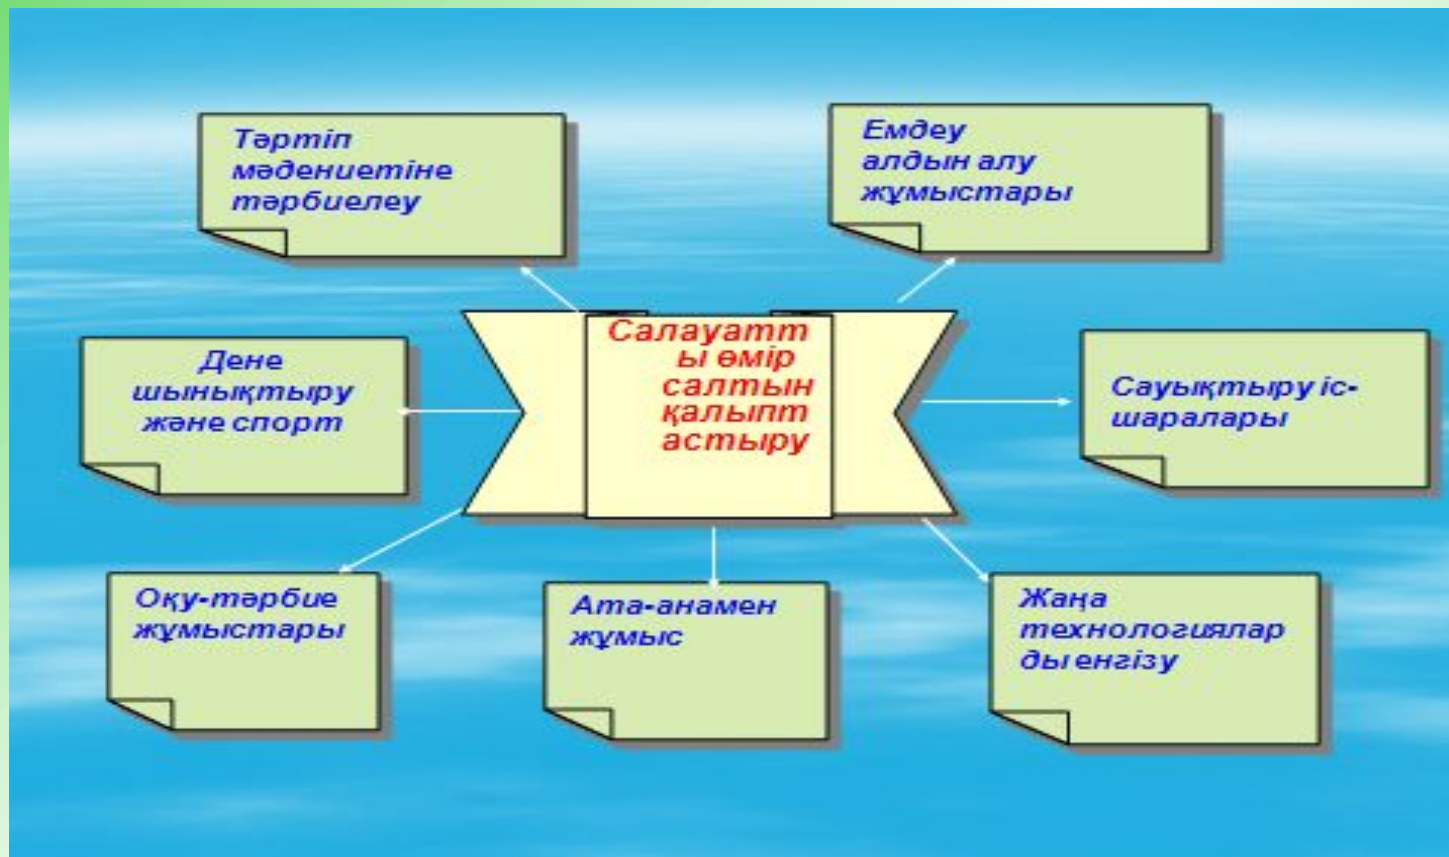 Тәртіп
мәдениетіне
тәрбиелеу
Емдеу
алдын алу
жұмыстары
Салауатт
ы өмір
салтын
қалыпт
астыру
Дене
шынықтыру
және спорт
Сауықтыру іс-
шаралары
Оқу-тәрбие
жұмыстары
Ата-анамен
жұмыс
Жаңа
технологиялар
ды енгізу